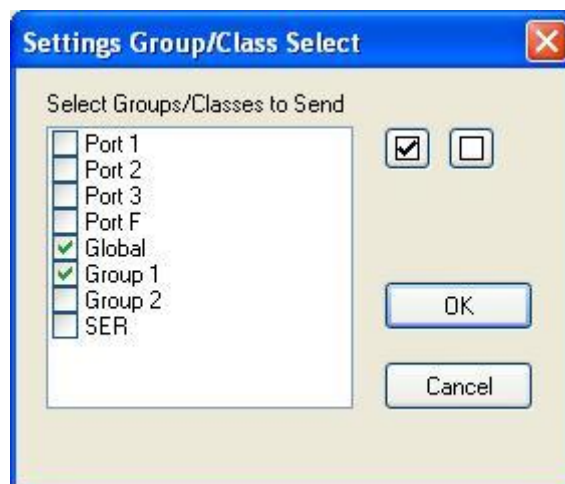 Settings Group/Class Select
Select Groups/Classes to Send
Port 1
Port 2
Port 3
Port F
Global
Group 1
Group 2
SER
OK
Cancel